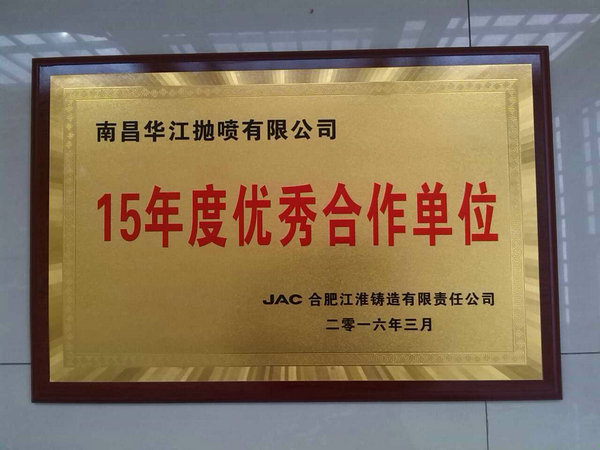 南昌华江抛喷有限公司
15年度优秀合作单位
JAC 合肥江淮铸造有限责任公司
二零一六年三月